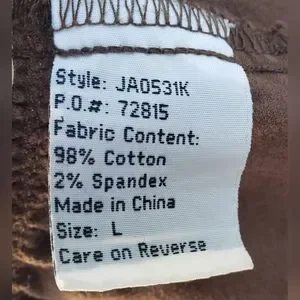 Style: JA0531K
P.O.#: 72815
Fabric Content:
98% Cotton
2% Spandex
Made in China
Size: L
Care on Reverse